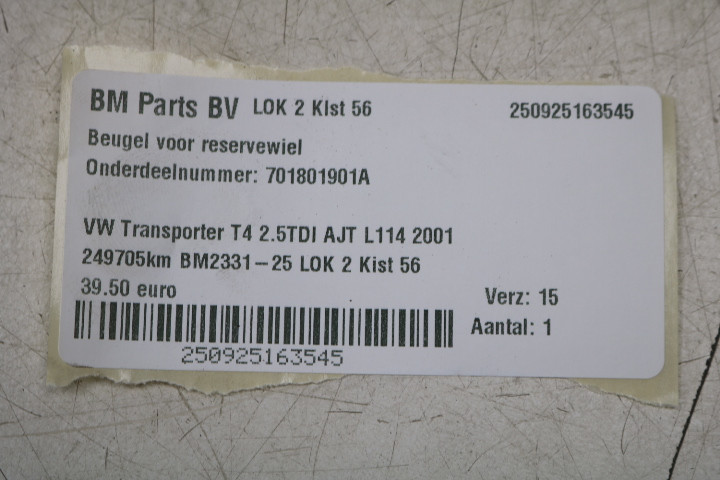 BM Parts BV LOK 2 Kist 56 250925163545
Beugel voor reservewiel
Onderdeelnummer: 701801901A
VW Transporter T4 2.5TDI AJT L114 2001
249705km BM2331-25 LOK 2 Kist 56
39.50 euro
Verz: 15
Aantal: 1
250925163545